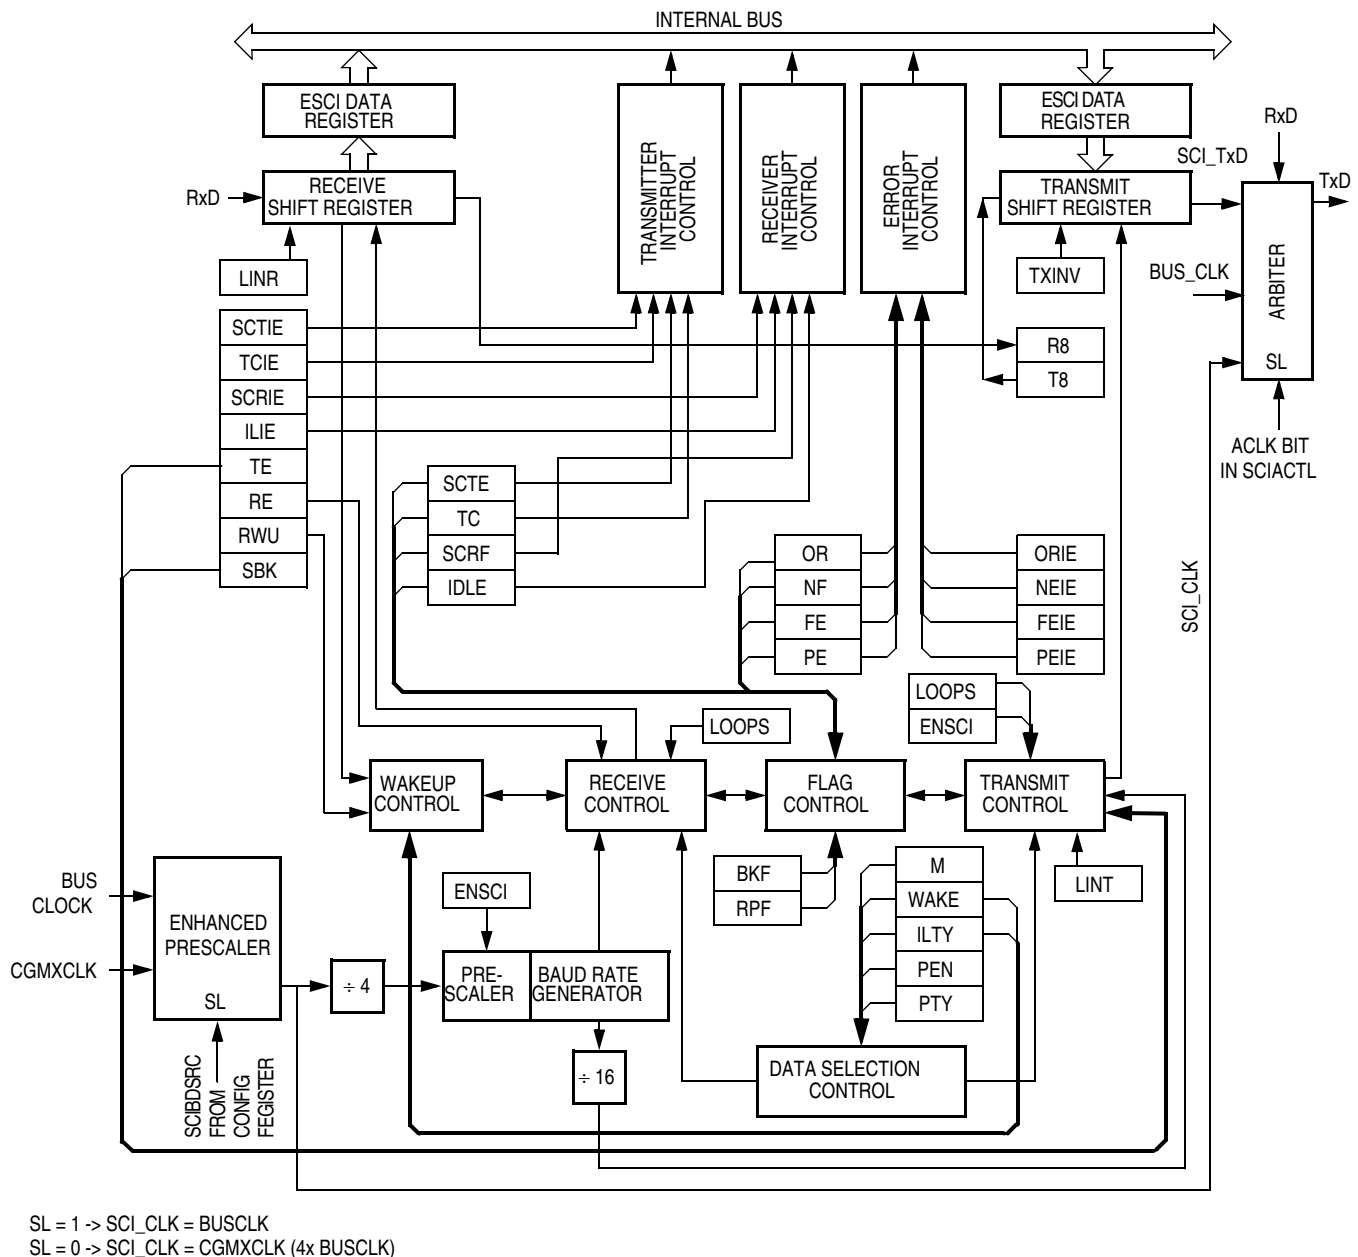 INTERNAL BUS
ESCI DATA
REGISTER
RECEIVE
SHIFT REGISTER
RxD
LINR
TRANSMITTER
INTERRUPT
CONTROL
RECEIVER
INTERRUPT
CONTROL
ERROR
INTERRUPT
CONTROL
ESCI DATA
REGISTER
TRANSMIT
SHIFT REGISTER
TXINV
SCI_TxD
RxD
TxD
BUS_CLK
ARBITER
SL
ACLK BIT
IN SCIACTL
R8
T8
SCTIE
TCIE
SCRIE
ILIE
TE
RE
RWU
SBK
SCTE
TC
SCRF
IDLE
OR
NF
FE
PE
ORIE
NEIE
FEIE
PEIE
SCI_CLK
LOOPS
LOOPS
ENSCI
WAKEUP
CONTROL
RECEIVE
CONTROL
FLAG
CONTROL
TRANSMIT
CONTROL
BKF
RPF
M
WAKE
ILTY
PEN
PTY
LINT
BUS
CLOCK
CGMXCLK
ENHANCED
PRESCALER
SL
SCIBDSRC
FROM
CONFIG
FEGISTER
÷ 4
ENSCI
PRE-
SCALER
BAUD RATE
GENERATOR
÷ 16
DATA SELECTION
CONTROL
SL = 1 -> SCI_CLK = BUSCLK
SL = 0 -> SCI_CLK = CGMXCLK (4x BUSCLK)